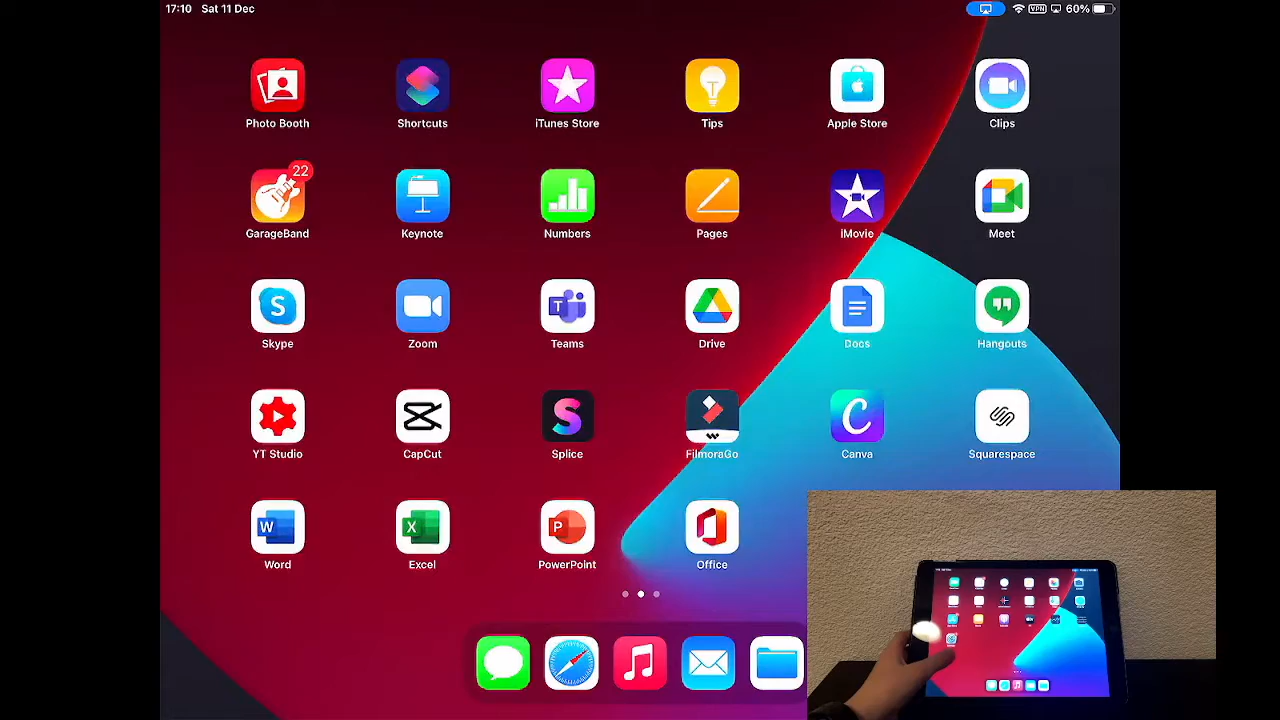 17:10 Sat 11 Dec VPN 60%
Photo Booth Shortcuts iTunes Store Tips Apple Store Clips
22
GarageBand Keynote Numbers Pages iMovie Meet
S T
Skype Zoom Teams Drive Docs Hangouts
S C
YT Studio CapCut Splice FilmoraGo Canva Squarespace
W X P
Word Excel PowerPoint Office